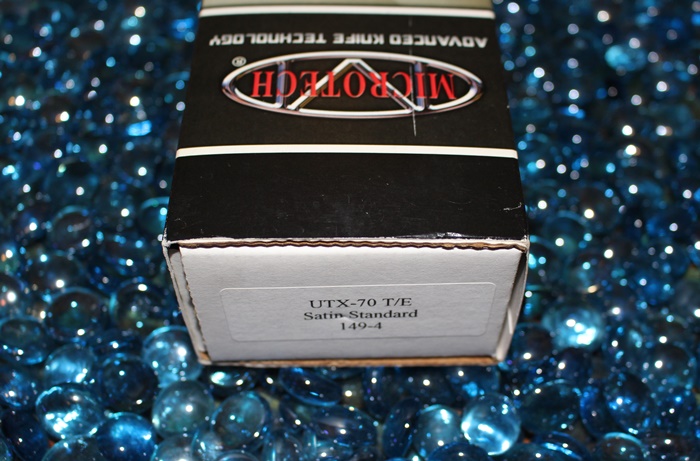 ADVANCED KNIFE TECHNOLOGY
MICROTECH®
UTX-70 T/E
Satin Standard
149-4